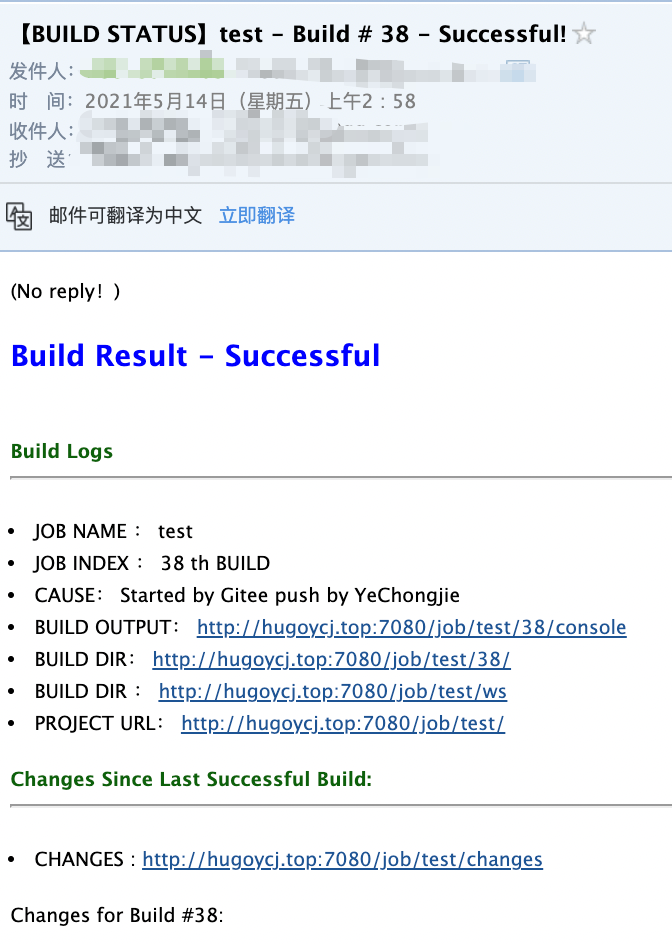 【BUILD STATUS】test - Build # 38 - Successful!
发件人：
时 间：2021年5月14日（星期五）上午2：58
收件人：
抄 送
邮件可翻译为中文 立即翻译
(No reply！)
Build Result - Successful
Build Logs
• JOB NAME： test
• JOB INDEX： 38 th BUILD
• CAUSE： Started by Gitee push by YeChongjie
• BUILD OUTPUT： http://hugoycj.top:7080/job/test/38/console
• BUILD DIR： http://hugoycj.top:7080/job/test/38/
• BUILD DIR： http://hugoycj.top:7080/job/test/ws
• PROJECT URL： http://hugoycj.top:7080/job/test/
Changes Since Last Successful Build:
• CHANGES : http://hugoycj.top:7080/job/test/changes
Changes for Build #38: